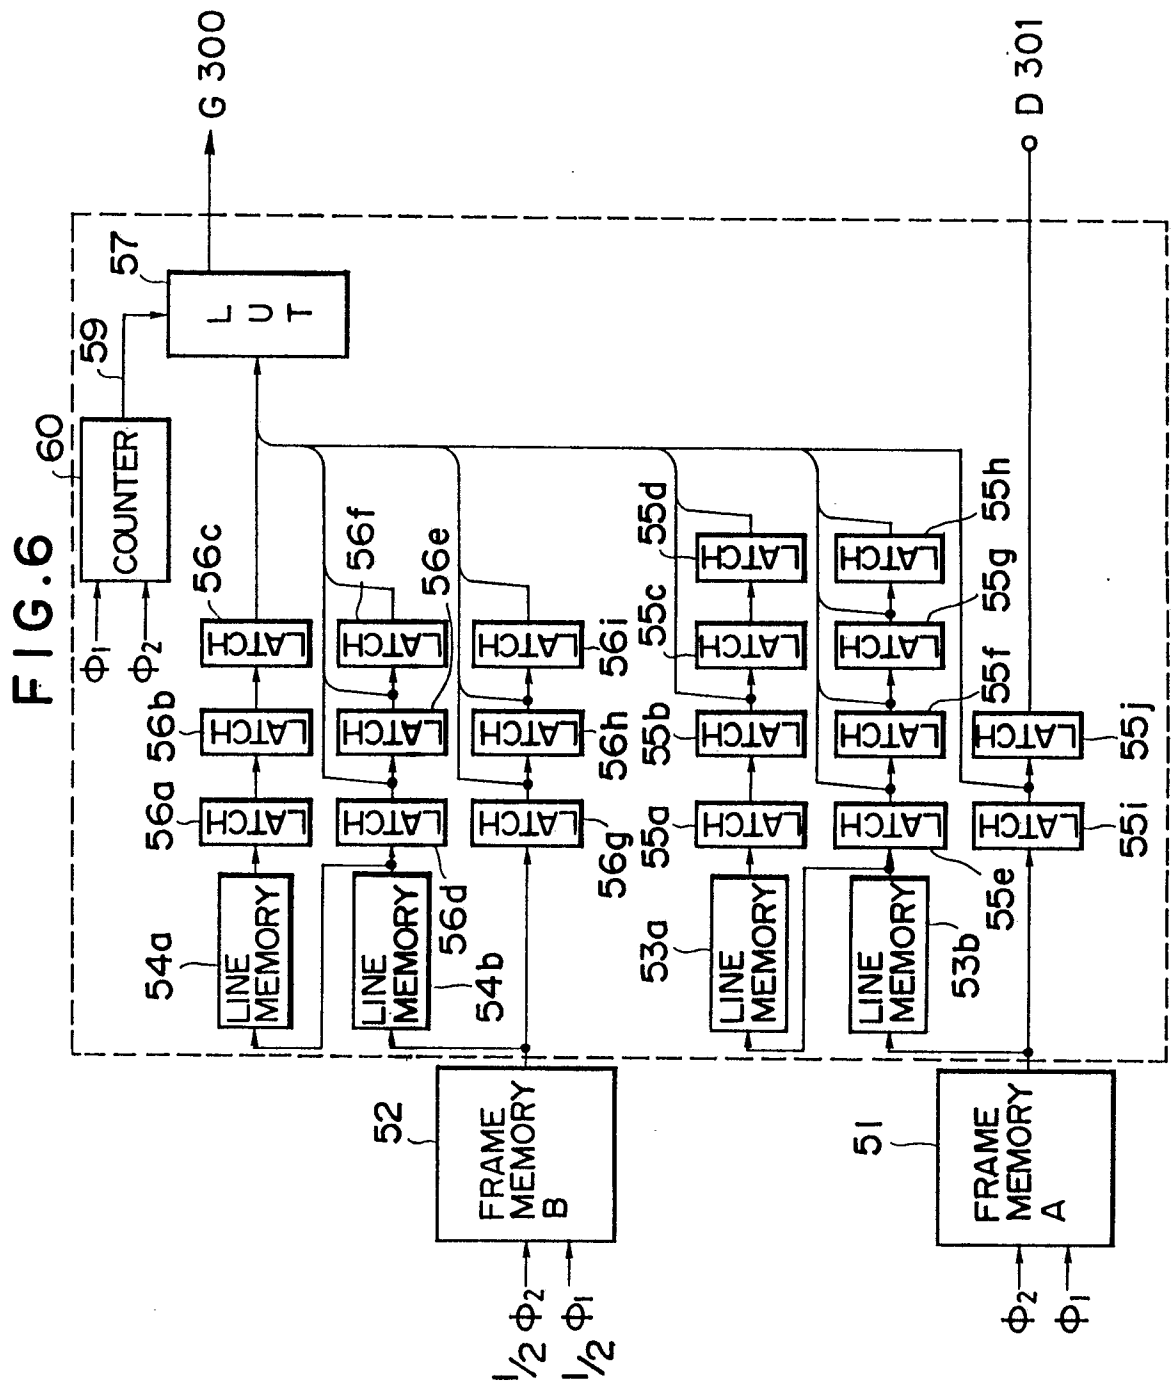 FIG.6
60
59
57
COUNTER
Φ1
Φ2
L U T
G 300
54a
56a
56b
56c
LINE MEMORY
LATCH
LATCH
LATCH
56f
LINE MEMORY
LATCH
LATCH
LATCH
54b
56d
56e
52
FRAME MEMORY B
1/2 Φ2
1/2 Φ1
LATCH
LATCH
LATCH
56g
56h
56i
53a
55a
55b
55c
55d
LINE MEMORY
LATCH
LATCH
LATCH
LATCH
LINE MEMORY
LATCH
LATCH
LATCH
LATCH
53b
55e
55f
55g
55h
51
FRAME MEMORY A
Φ2
Φ1
LATCH
LATCH
55i
55j
D 301